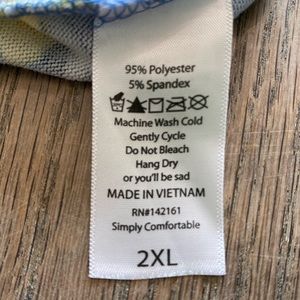 95% Polyester
5% Spandex
Machine Wash Cold
Gently Cycle
Do Not Bleach
Hang Dry
or you'll be sad
MADE IN VIETNAM
RN#142161
Simply Comfortable
2XL